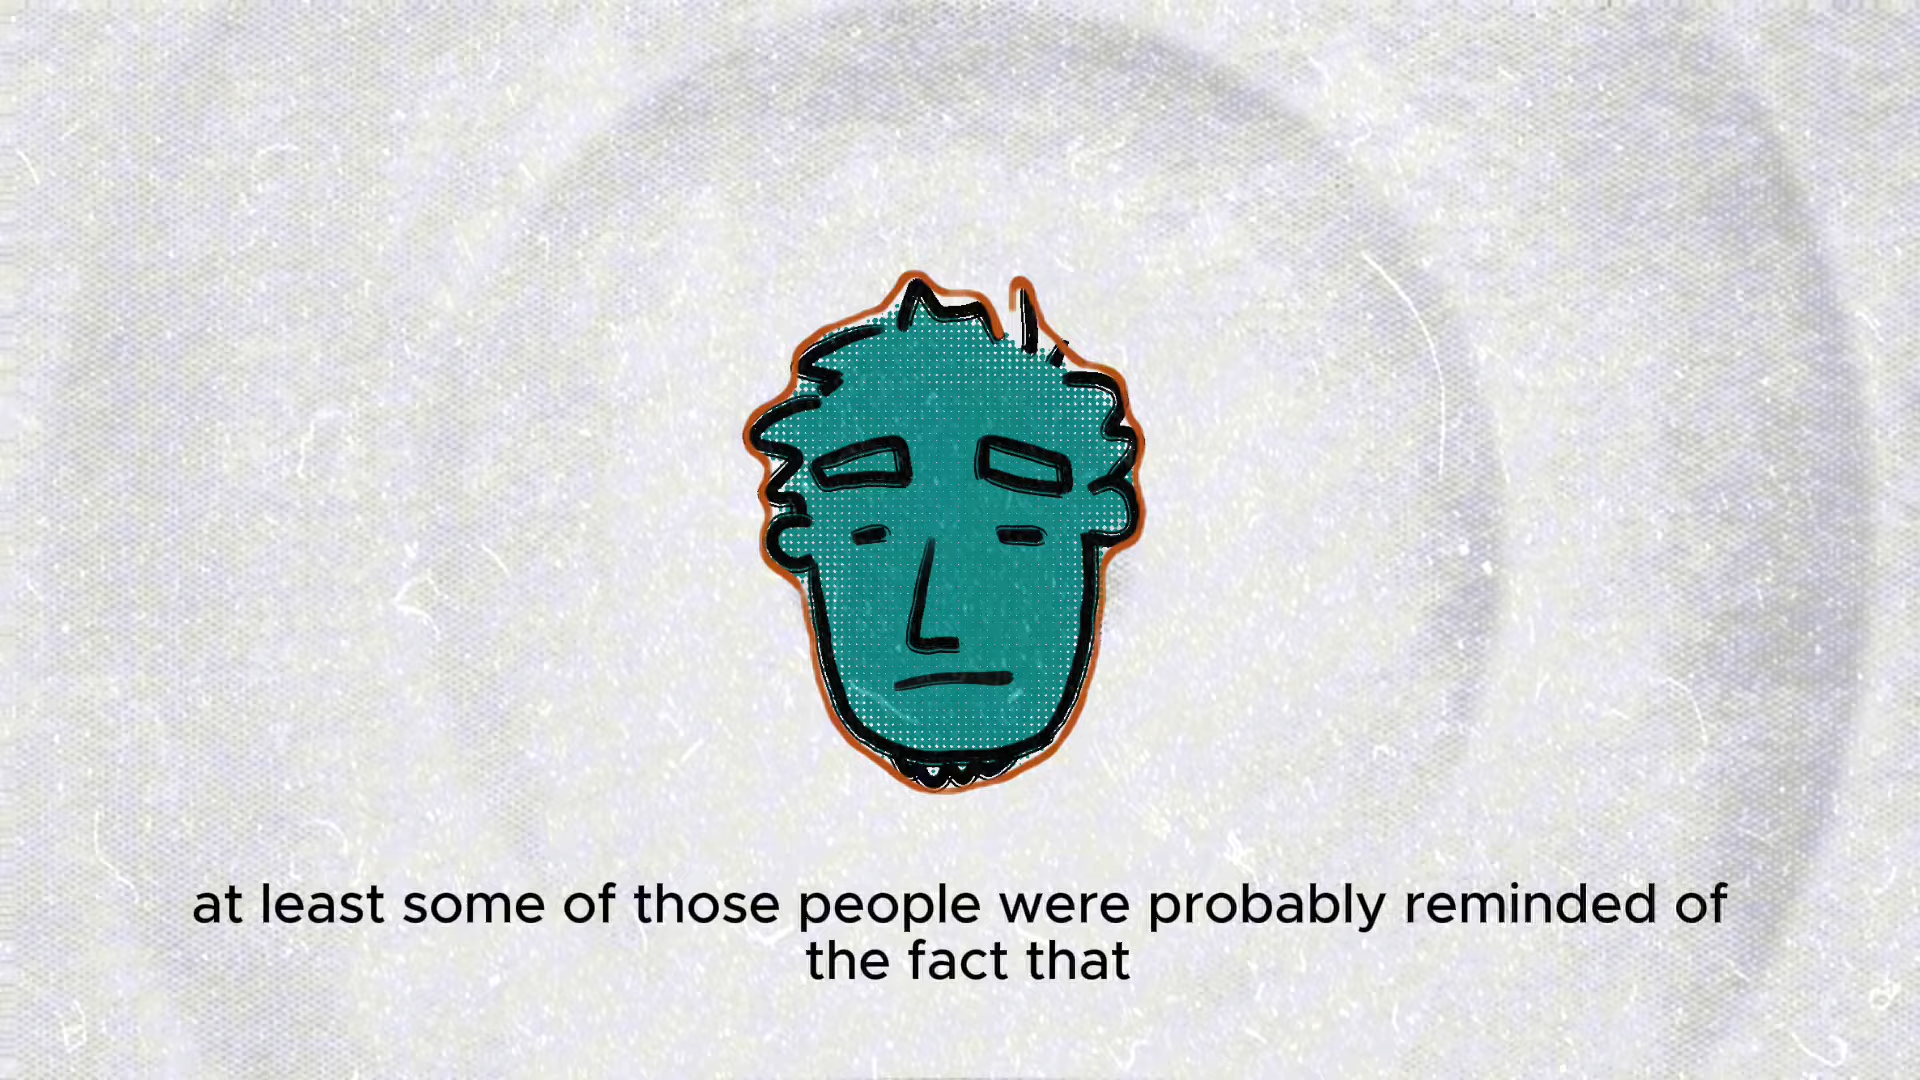 at least some of those people were probably reminded of
the fact that